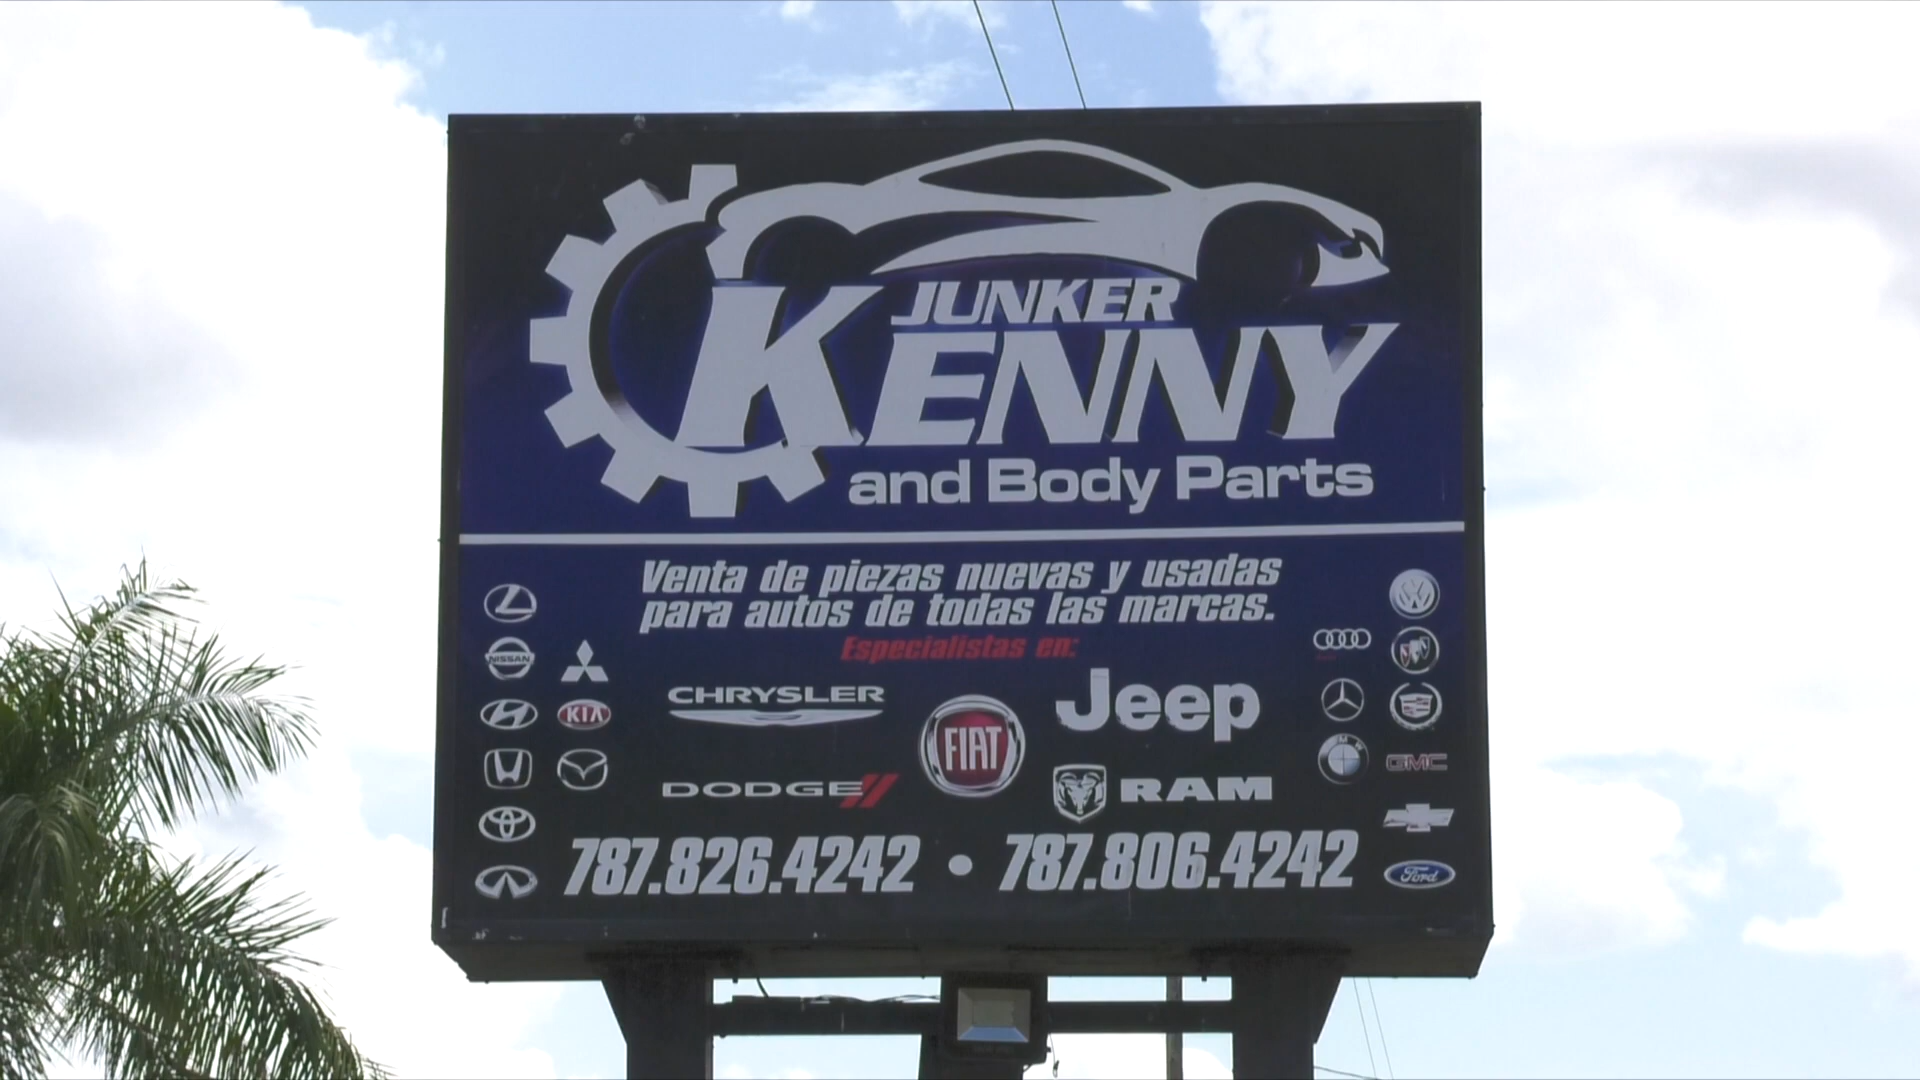 JUNKER
KENNY
and Body Parts
Venta de piezas nuevas y usadas
para autos de todas las marcas.
Especialistas en:
NISSAN
KIA
CHRYSLER
FIAT
Jeep
DODGE
RAM
BMW
GMC
787.826.4242 • 787.806.4242
Ford